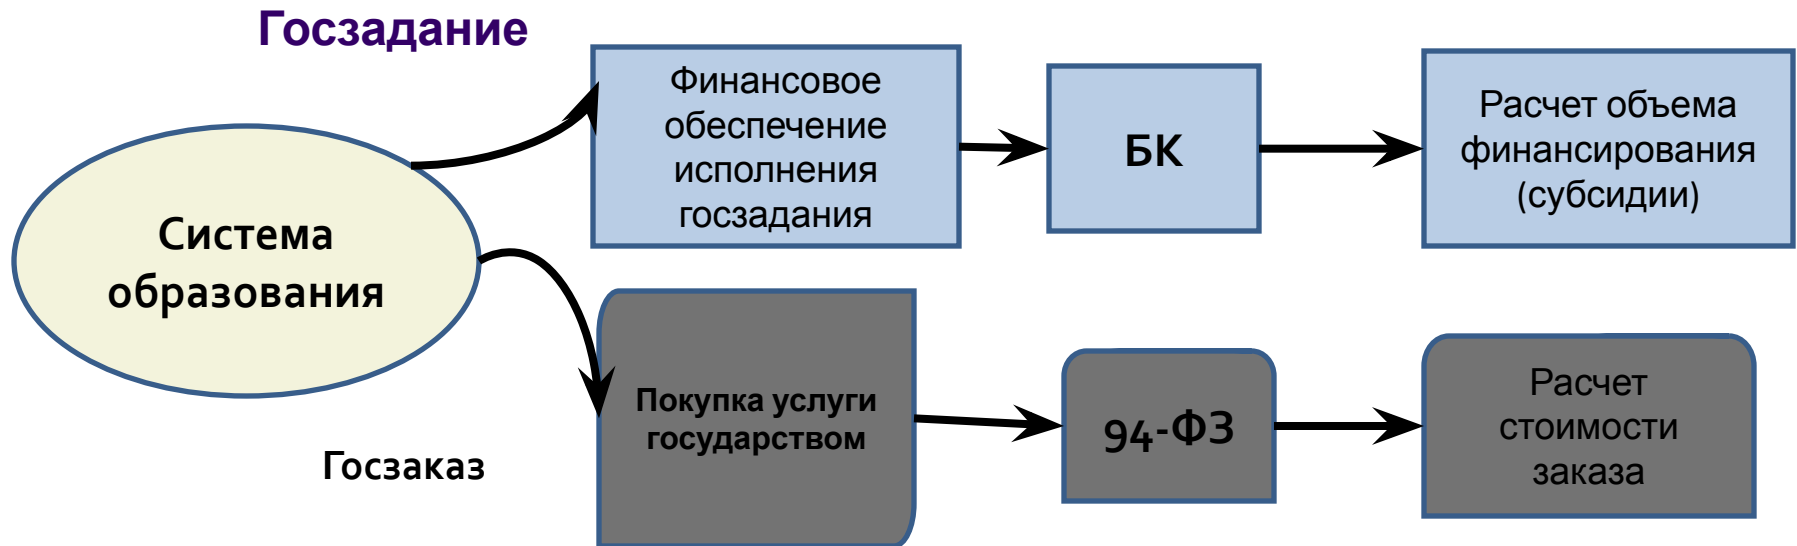 Госзадание
Финансовое
обеспечение
исполнения
госзадания
БК
Расчет объема
финансирования
(субсидии)
Система
образования
Покупка услуги
государством
94-ФЗ
Расчет
стоимости
заказа
Госзаказ